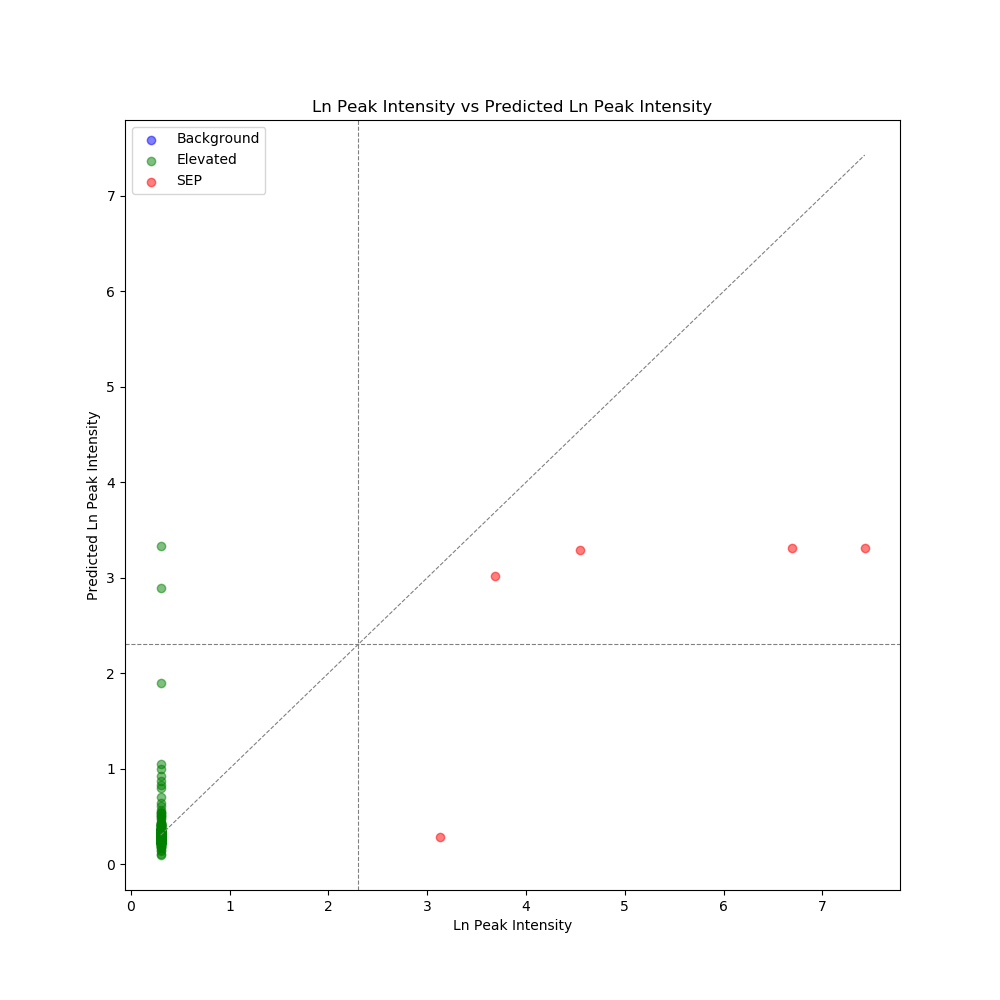 Ln Peak Intensity vs Predicted Ln Peak Intensity
Background
Elevated
SEP
Predicted Ln Peak Intensity
7
6
5
4
3
2
1
0
0 1 2 3 4 5 6 7
Ln Peak Intensity